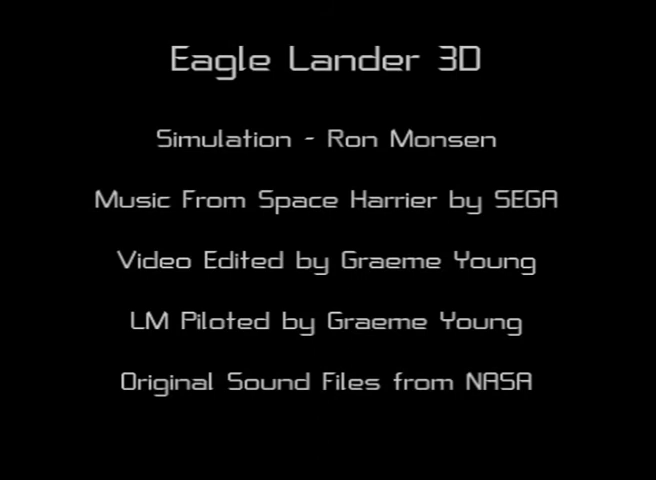 Eagle Lander 3D
Simulation - Ron Monsen
Music From Space Harrier by SEGA
Video Edited by Graeme Young
LM Piloted by Graeme Young
Original Sound Files from NASA